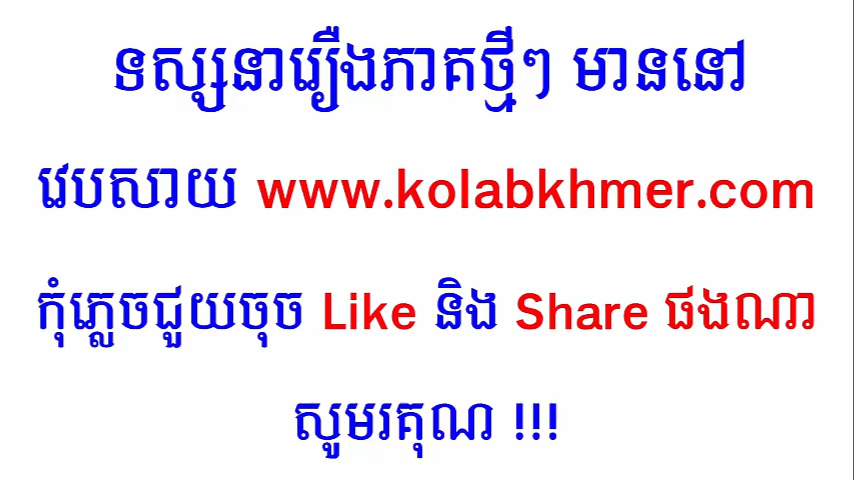 ទស្សនារឿងភាគថ្មីៗ មាននៅ
វេបសាយ www.kolabkhmer.com
កុំភ្លេចជួយចុច Like និង Share ផងណា
សូមរគុណ !!!